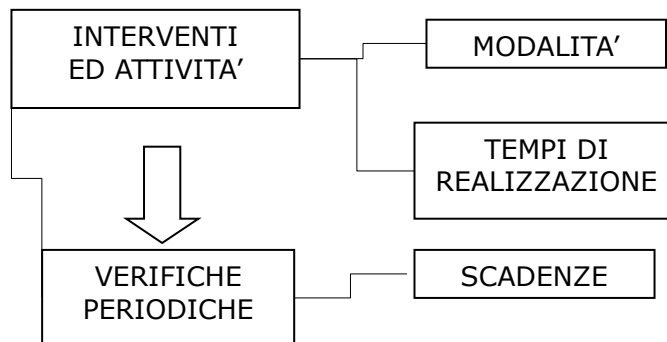 INTERVENTI
ED ATTIVITA’
MODALITA’
TEMPI DI
REALIZZAZIONE
VERIFICHE
PERIODICHE
SCADENZE